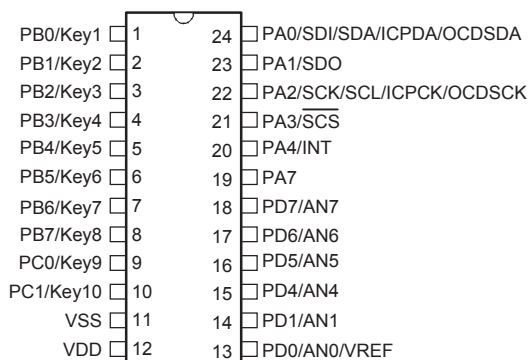 PB0/Key1 1 24 PA0/SDI/SDA/ICPDA/OCDSDA
PB1/Key2 2 23 PA1/SDO
PB2/Key3 3 22 PA2/SCK/SCL/ICPCK/OCDSCK
PB3/Key4 4 21 PA3/SCS
PB4/Key5 5 20 PA4/INT
PB5/Key6 6 19 PA7
PB6/Key7 7 18 PD7/AN7
PB7/Key8 8 17 PD6/AN6
PC0/Key9 9 16 PD5/AN5
PC1/Key10 10 15 PD4/AN4
VSS 11 14 PD1/AN1
VDD 12 13 PD0/AN0/VREF